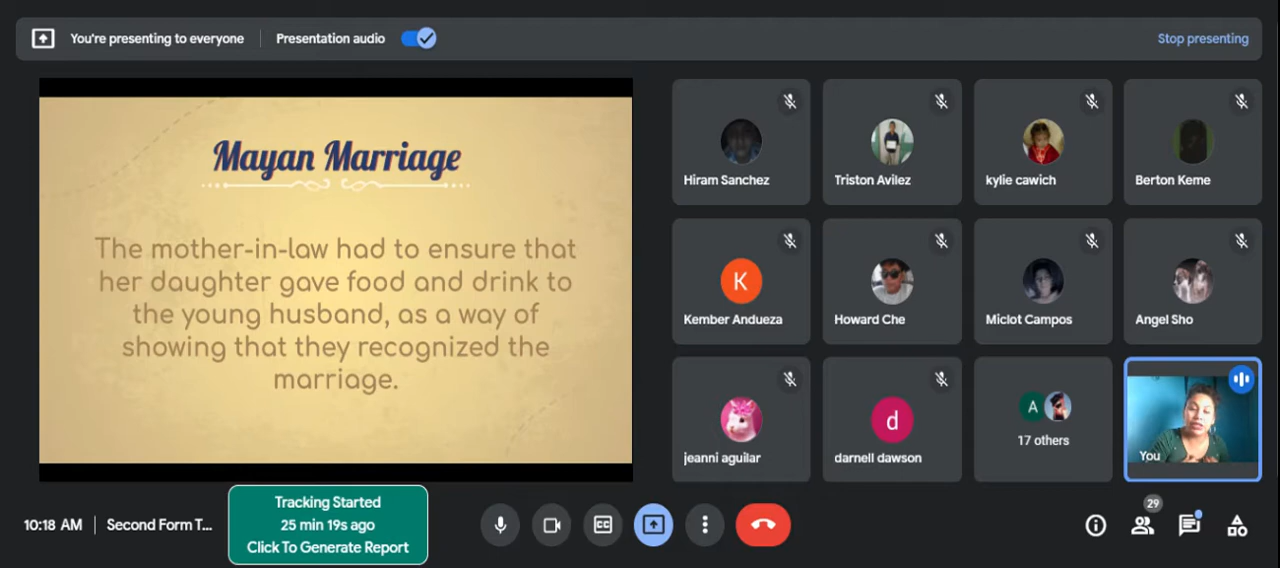 You're presenting to everyone
Presentation audio
Stop presenting
Mayan Marriage
The mother-in-law had to ensure that
her daughter gave food and drink to
the young husband, as a way of
showing that they recognized the
marriage.
Hiram Sanchez
Triston Avilez
kylie cawich
Berton Keme
K
Kember Andueza
Howard Che
Miclot Campos
Angel Sho
jeanni aguilar
d
darnell dawson
A
17 others
You
10:18 AM
Second Form T...
Tracking Started
25 min 19s ago
Click To Generate Report
CC
29